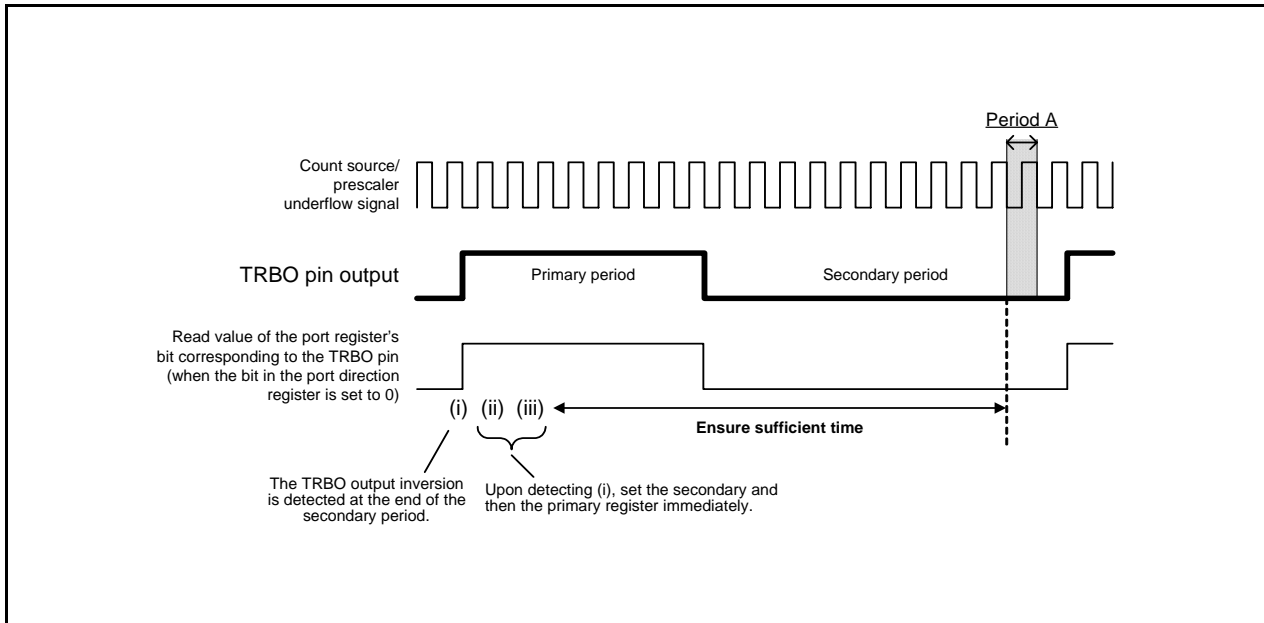 Period A
Count source/
prescaler
underflow signal
TRBO pin output
Primary period
Secondary period
Read value of the port register's
bit corresponding to the TRBO pin
(when the bit in the port direction
register is set to 0)
(i) (ii) (iii)
Ensure sufficient time
The TRBO output inversion
is detected at the end of the
secondary period.
Upon detecting (i), set the secondary and
then the primary register immediately.